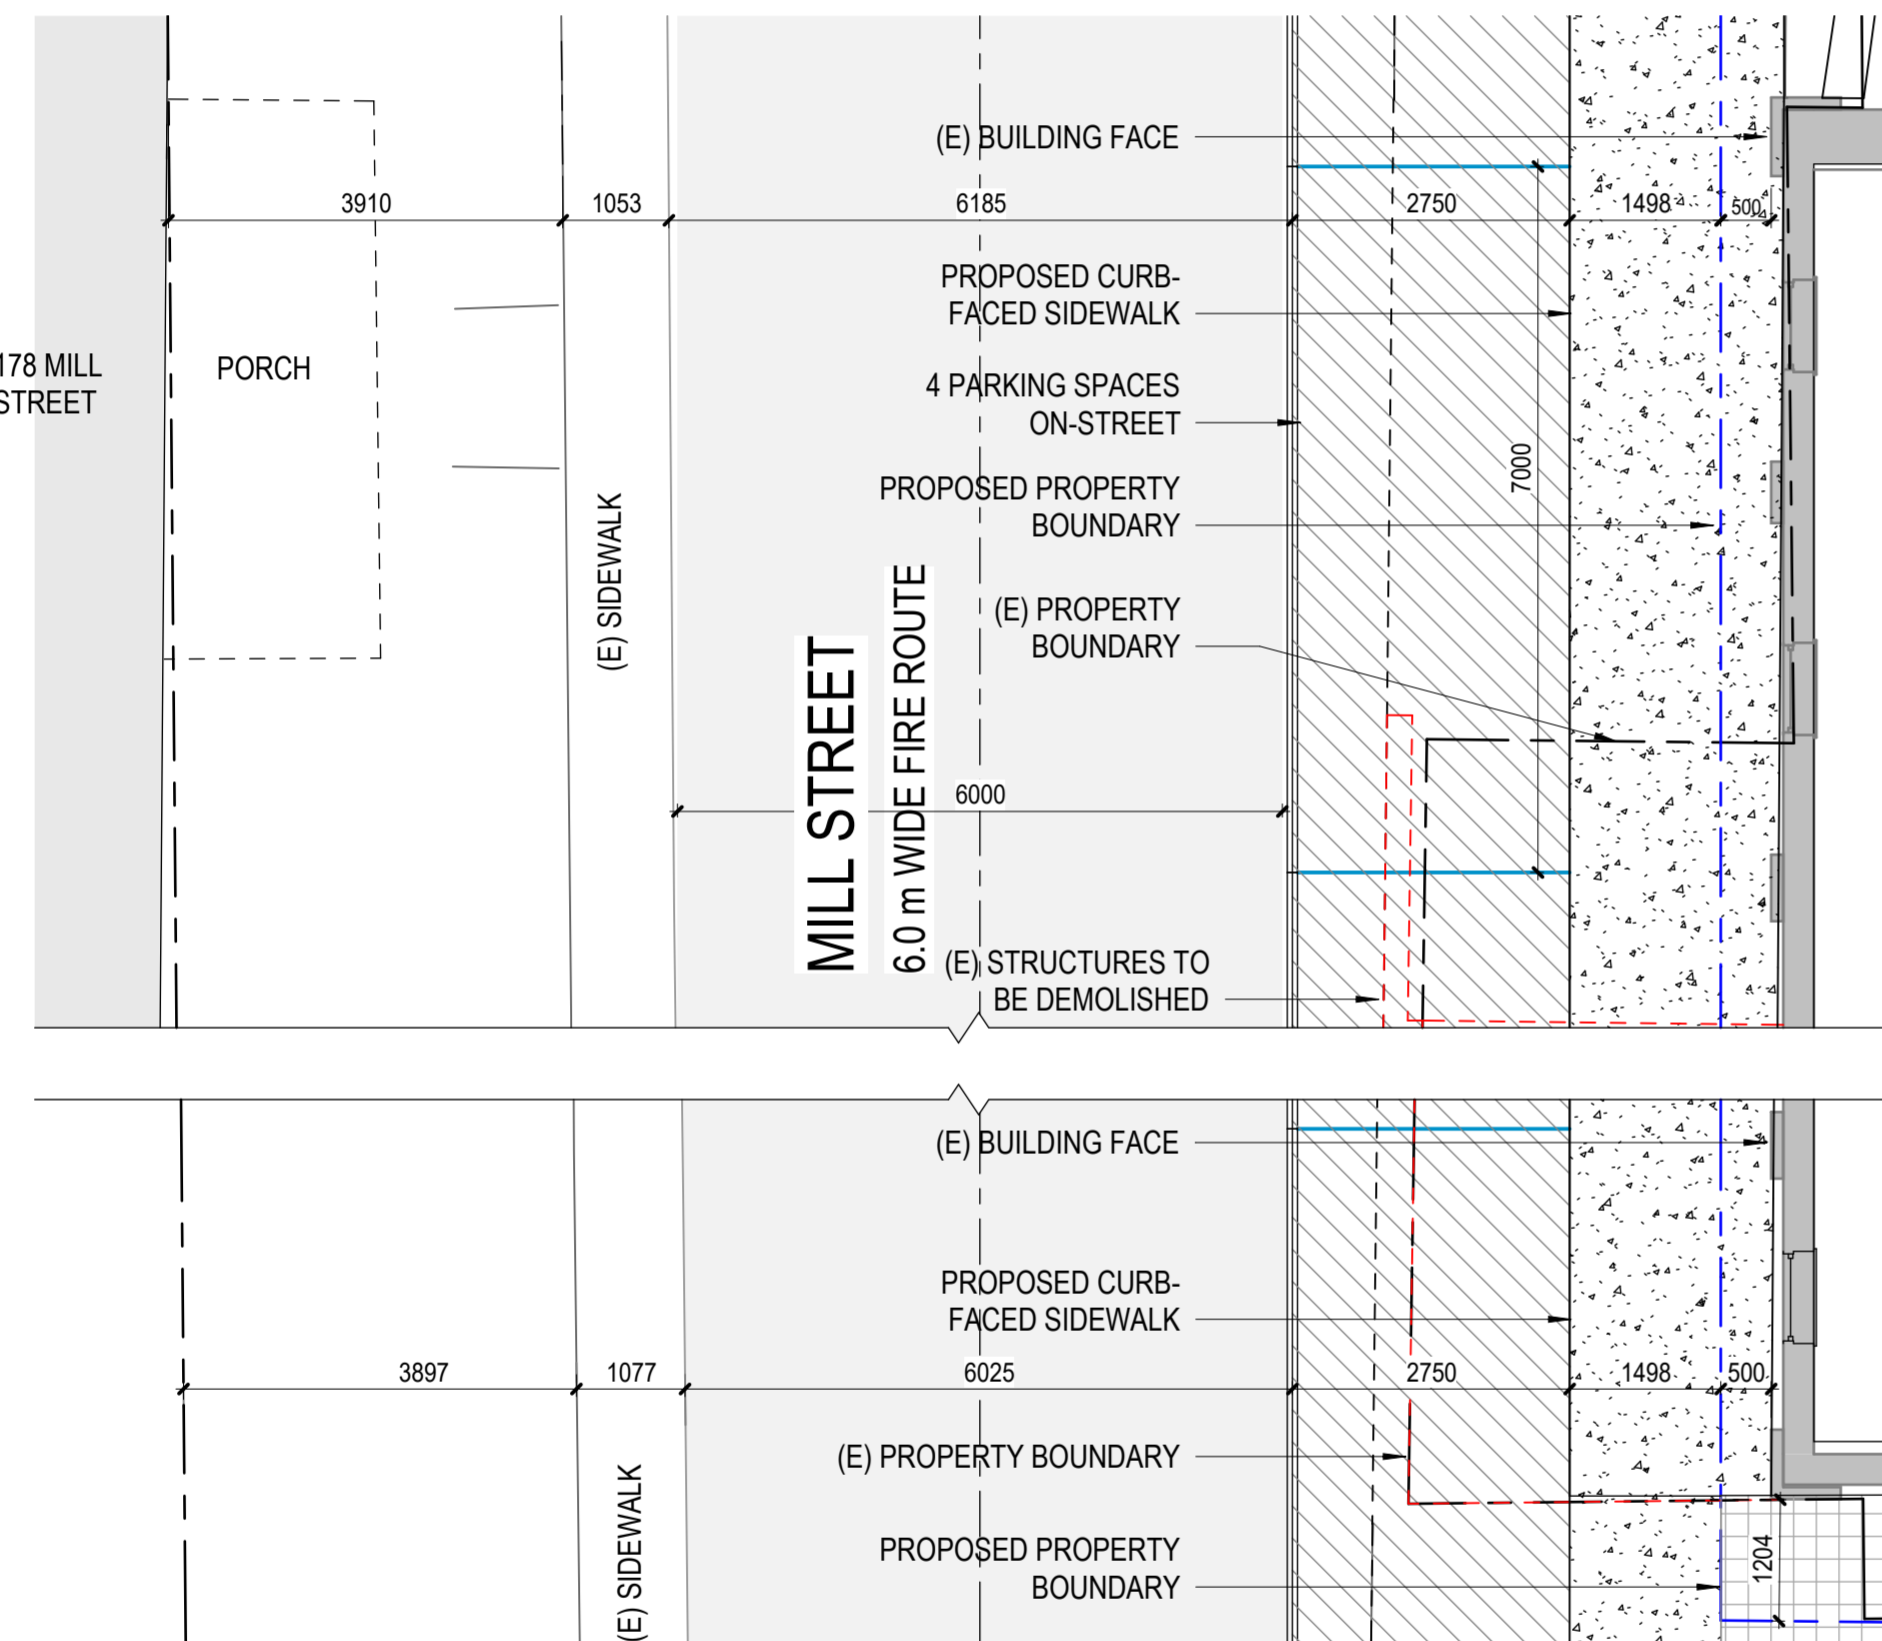 (E) BUILDING FACE
3910
1053
6185
2750
1498
500
PROPOSED CURB-
FACED SIDEWALK
178 MILL
STREET
PORCH
4 PARKING SPACES
ON-STREET
7000
PROPOSED PROPERTY
BOUNDARY
(E) SIDEWALK
(E) PROPERTY
BOUNDARY
MILL STREET
6.0 m WIDE FIRE ROUTE
6000
(E) STRUCTURES TO
BE DEMOLISHED
(E) BUILDING FACE
PROPOSED CURB-
FACED SIDEWALK
3897
1077
6025
2750
1498
500
(E) PROPERTY BOUNDARY
(E) SIDEWALK
PROPOSED PROPERTY
BOUNDARY
1204